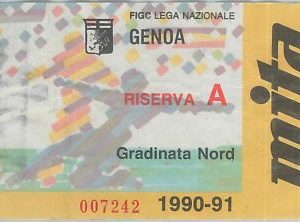 FIGC LEGA NAZIONALE
GENOA
RISERVA A
Gradinata Nord
007242 1990-91
mita